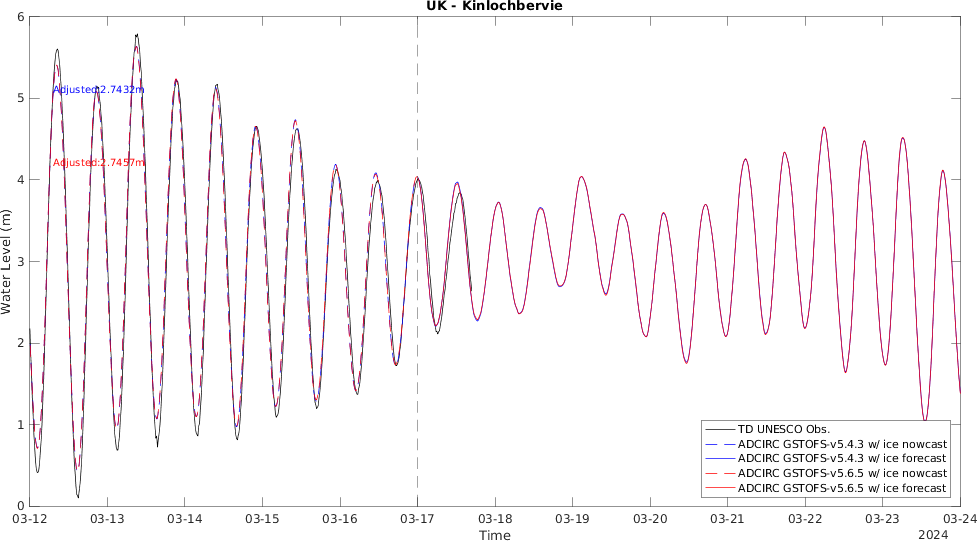 UK - Kinlochbervie
6
5
4
3
2
1
0
Water Level (m)
Adjusted:2.7432m
Adjusted:2.7457m
TD UNESCO Obs.
ADCIRC GSTOFS-v5.4.3 w/ ice nowcast
ADCIRC GSTOFS-v5.4.3 w/ ice forecast
ADCIRC GSTOFS-v5.6.5 w/ ice nowcast
ADCIRC GSTOFS-v5.6.5 w/ ice forecast
03-12 03-13 03-14 03-15 03-16 03-17 03-18 03-19 03-20 03-21 03-22 03-23 03-24
Time
2024